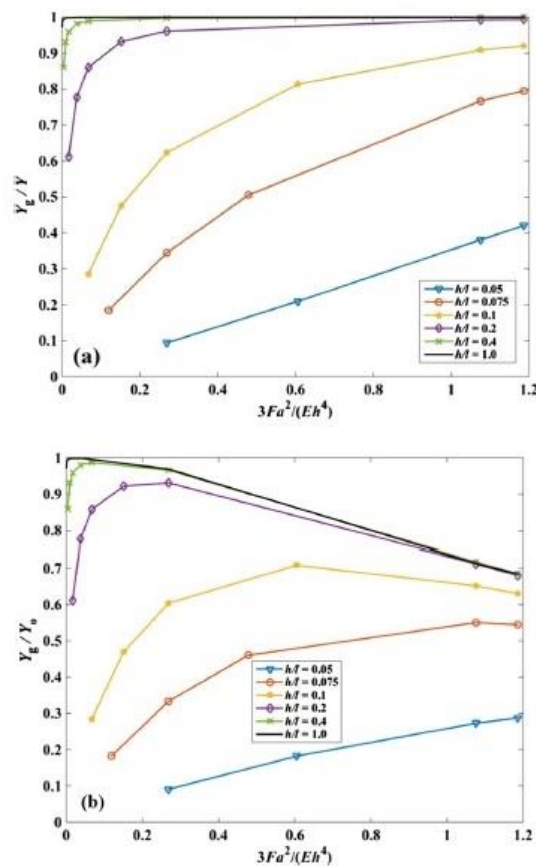 1
0.9
0.8
0.7
0.6
0.5
0.4
0.3
0.2
0.1
0
Yg / Y
h/l = 0.05
h/l = 0.075
h/l = 0.1
h/l = 0.2
h/l = 0.4
h/l = 1.0
(a)
0 0.2 0.4 0.6 0.8 1 1.2
3Fa²/(Eh⁴)
1
0.9
0.8
0.7
0.6
0.5
0.4
0.3
0.2
0.1
0
Yg / Yo
h/l = 0.05
h/l = 0.075
h/l = 0.1
h/l = 0.2
h/l = 0.4
h/l = 1.0
(b)
0 0.2 0.4 0.6 0.8 1 1.2
3Fa²/(Eh⁴)